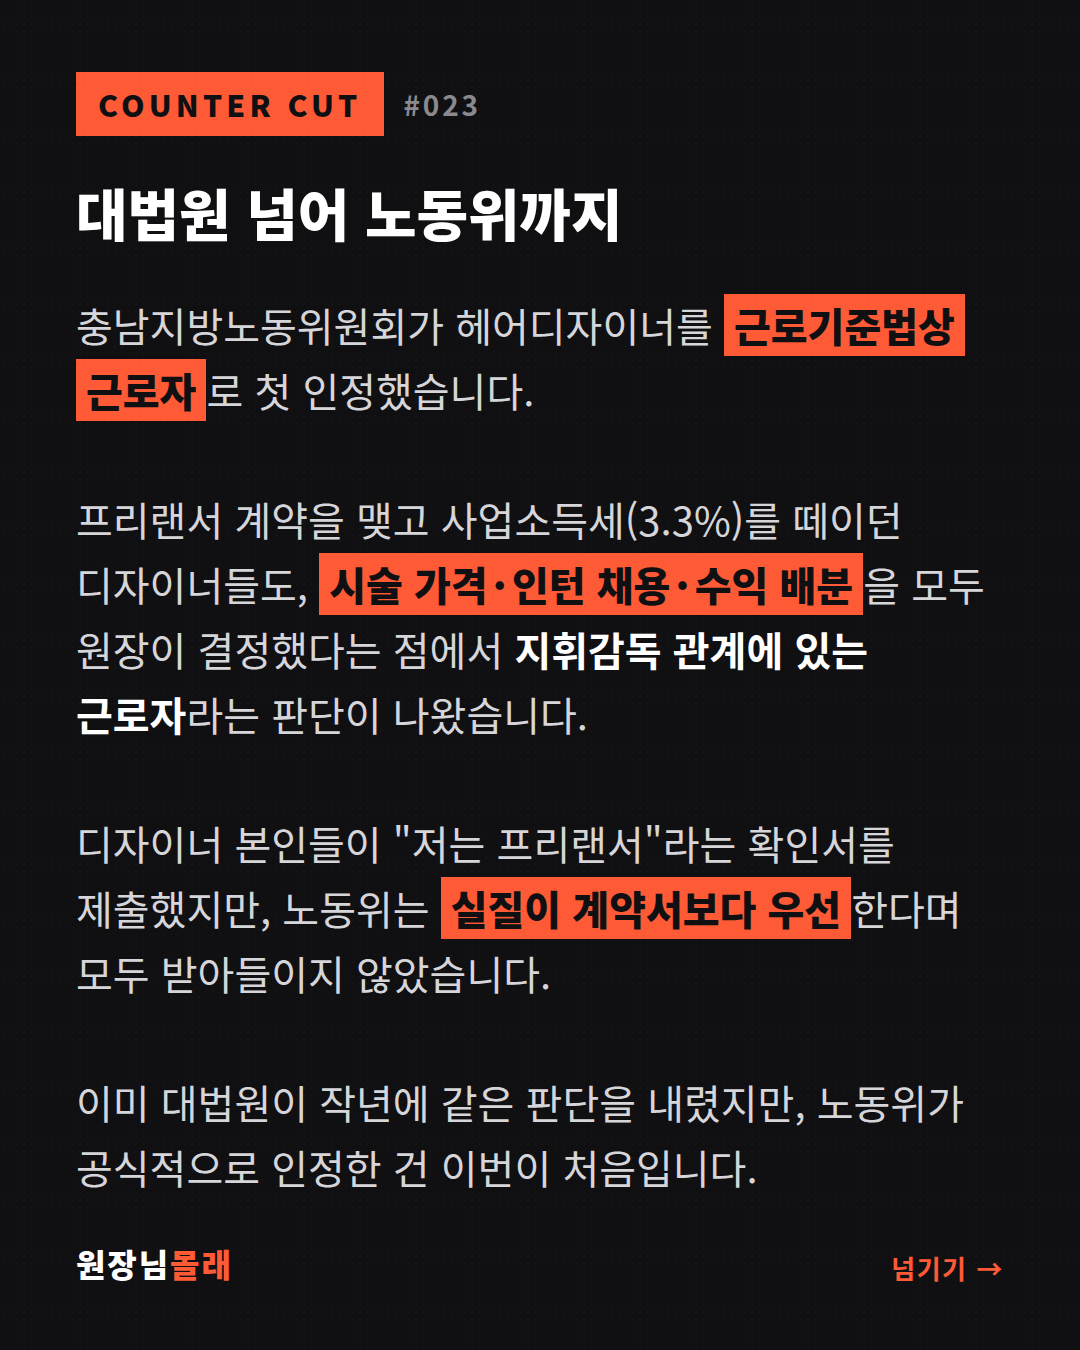 COUNTER CUT #023
대법원 넘어 노동위까지
충남지방노동위원회가 헤어디자이너를 근로기준법상
근로자로 첫 인정했습니다.
프리랜서 계약을 맺고 사업소득세(3.3%)를 떼이던
디자이너들도, 시술 가격·인턴 채용·수익 배분을 모두
원장이 결정했다는 점에서 지휘감독 관계에 있는
근로자라는 판단이 나왔습니다.
디자이너 본인들이 "저는 프리랜서"라는 확인서를
제출했지만, 노동위는 실질이 계약서보다 우선한다며
모두 받아들이지 않았습니다.
이미 대법원이 작년에 같은 판단을 내렸지만, 노동위가
공식적으로 인정한 건 이번이 처음입니다.
원장님몰래
넘기기 →